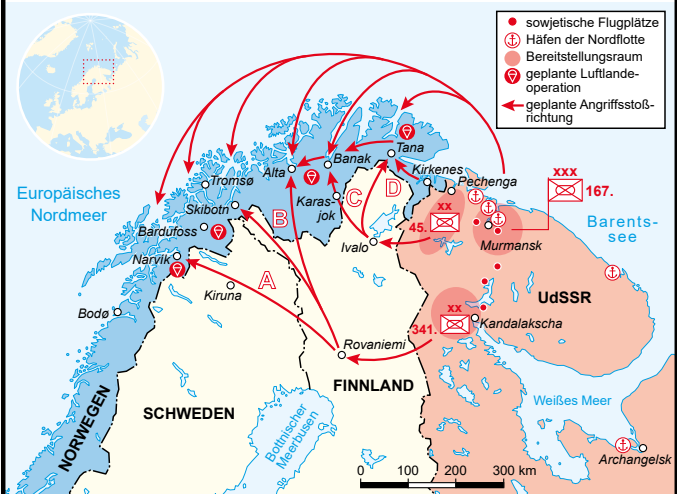 sowjetische Flugplätze
Häfen der Nordflotte
Bereitstellungsraum
geplante Luftlande-
operation
geplante Angriffsstoß-
richtung
Europäisches
Nordmeer
Tromsø
Skibotn
Bardufoss
Narvik
Bodø
Kiruna
Alta
Banak
Tana
Karas-
jok
Kirkenes
Pechenga
Ivalo
A
B
C
D
xx
45.
xxx
167.
Murmansk
Barents-
see
UdSSR
xx
341.
Kandalakscha
Rovaniemi
FINNLAND
SCHWEDEN
NORWEGEN
Bottnischer
Meerbusen
Weißes Meer
Archangelsk
0 100 200 300 km